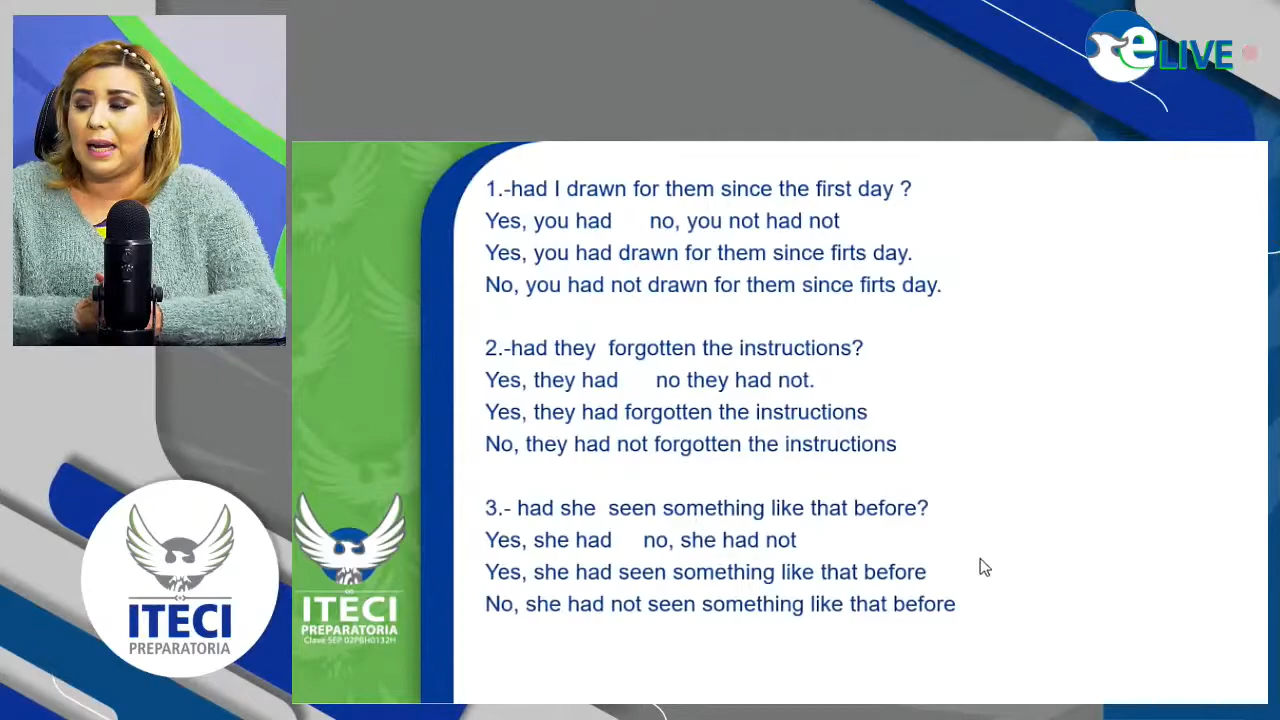 eLIVE
1.-had I drawn for them since the first day ?
Yes, you had no, you not had not
Yes, you had drawn for them since firts day.
No, you had not drawn for them since firts day.
2.-had they forgotten the instructions?
Yes, they had no they had not.
Yes, they had forgotten the instructions
No, they had not forgotten the instructions
3.- had she seen something like that before?
Yes, she had no, she had not
Yes, she had seen something like that before
No, she had not seen something like that before
ITECI
PREPARATORIA
ITECI
PREPARATORIA
Clave SEP 02PBH0132H